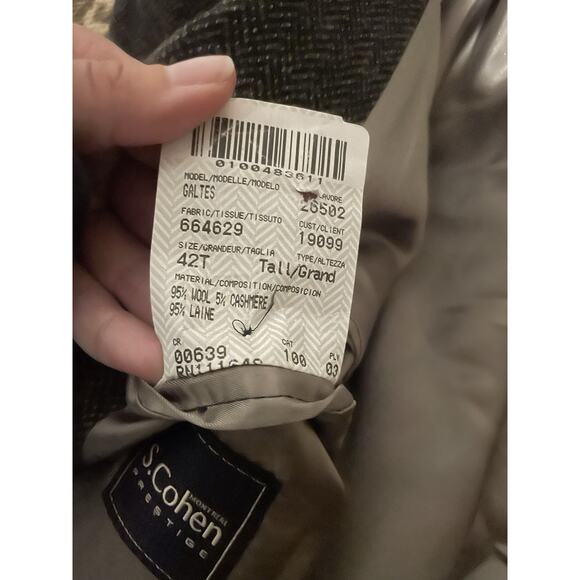 0100483611
MODEL/MODELLE/MODELO
LAVORE
GALTES
26502
FABRIC/TISSUE/TISSUTO
CUST/CLIENT
664629
19099
SIZE/GRANDEUR/TAGLIA
TYPE/ALTEZZA
42T
Tall/Grand
MATERIAL/COMPOSITION/COMPOSICION
95% WOOL 5% CASHMERE
95% LAINE
CR CAT PLV
00639 100 03
RN111648
S.Cohen
MONTREAL
PRESTIGE